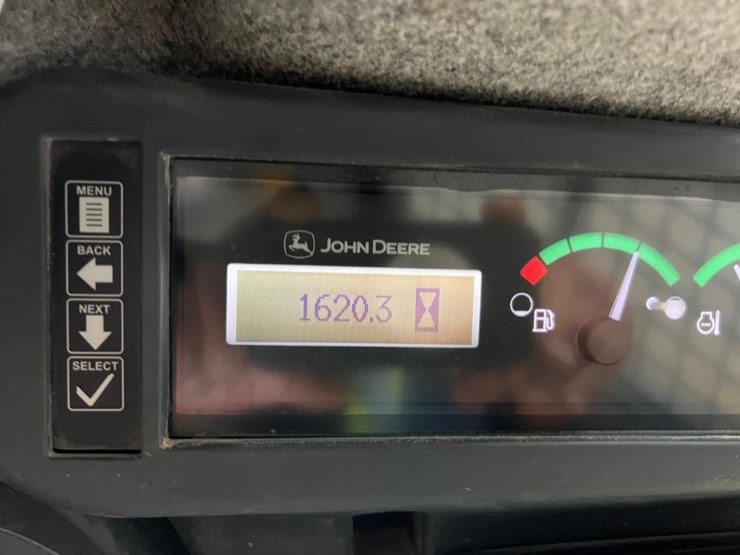 MENU
BACK
NEXT
SELECT
JOHN DEERE
1620.3